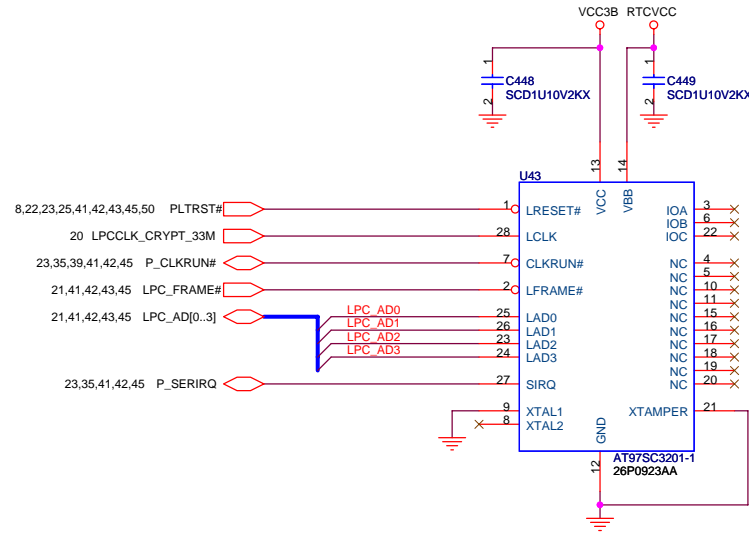 VCC3B RTCVCC
1 C448 2 SCD1U10V2KX
1 C449 2 SCD1U10V2KX
U43
13 VCC
14 VBB
8,22,23,25,41,42,43,45,50 PLTRST# 1 LRESET#
20 LPCCLK_CRYPT_33M 28 LCLK
23,35,39,41,42,45 P_CLKRUN# 7 CLKRUN#
21,41,42,43,45 LPC_FRAME# 2 LFRAME#
21,41,42,43,45 LPC_AD[0..3]
LPC_AD0 25 LAD0
LPC_AD1 26 LAD1
LPC_AD2 23 LAD2
LPC_AD3 24 LAD3
23,35,41,42,45 P_SERIRQ 27 SIRQ
9 XTAL1
8 XTAL2
IOA 3
IOB 6
IOC 22
NC 4
NC 5
NC 10
NC 11
NC 15
NC 16
NC 17
NC 18
NC 19
NC 20
XTAMPER 21
GND 12
AT97SC3201-1
26P0923AA